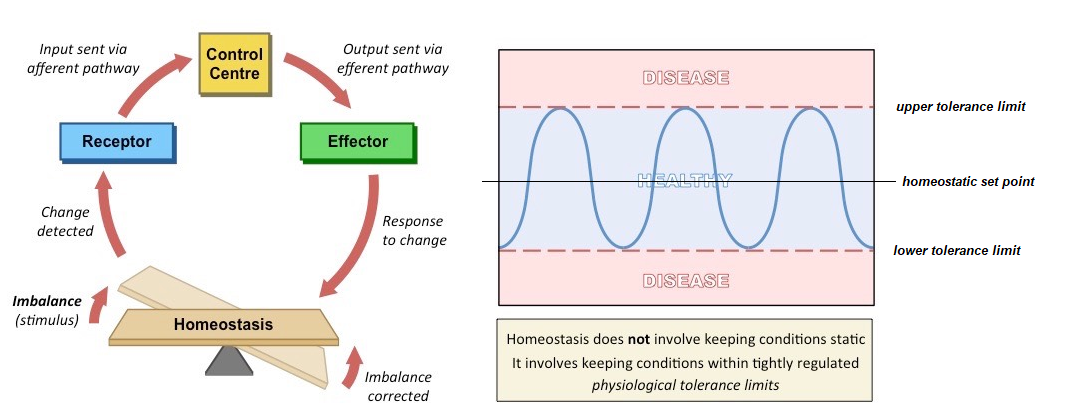 Input sent via
afferent pathway
Control
Centre
Output sent via
efferent pathway
Receptor
Effector
Change
detected
Response
to change
Imbalance
(stimulus)
Homeostasis
Imbalance
corrected
DISEASE
upper tolerance limit
HEALTHY
homeostatic set point
lower tolerance limit
DISEASE
Homeostasis does not involve keeping conditions static
It involves keeping conditions within tightly regulated
physiological tolerance limits